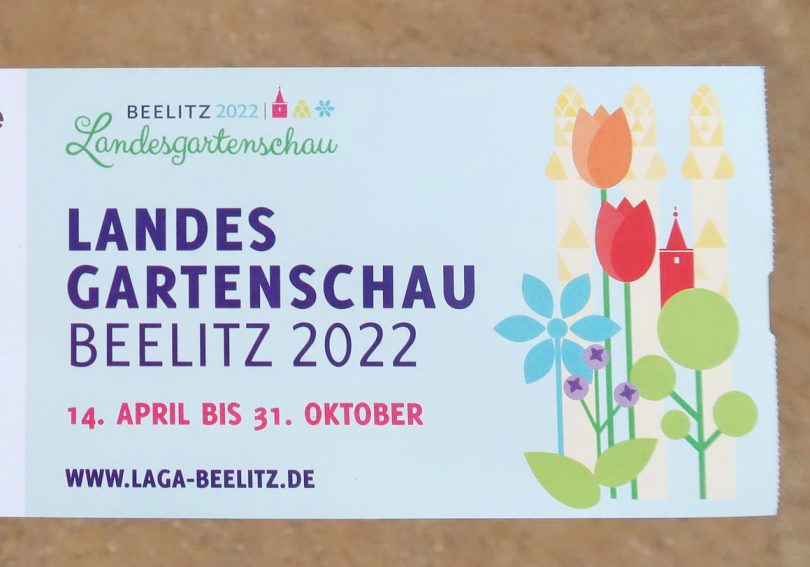 BEELITZ 2022
Landesgartenschau
LANDES
GARTENSCHAU
BEELITZ 2022
14. APRIL BIS 31. OKTOBER
WWW.LAGA-BEELITZ.DE